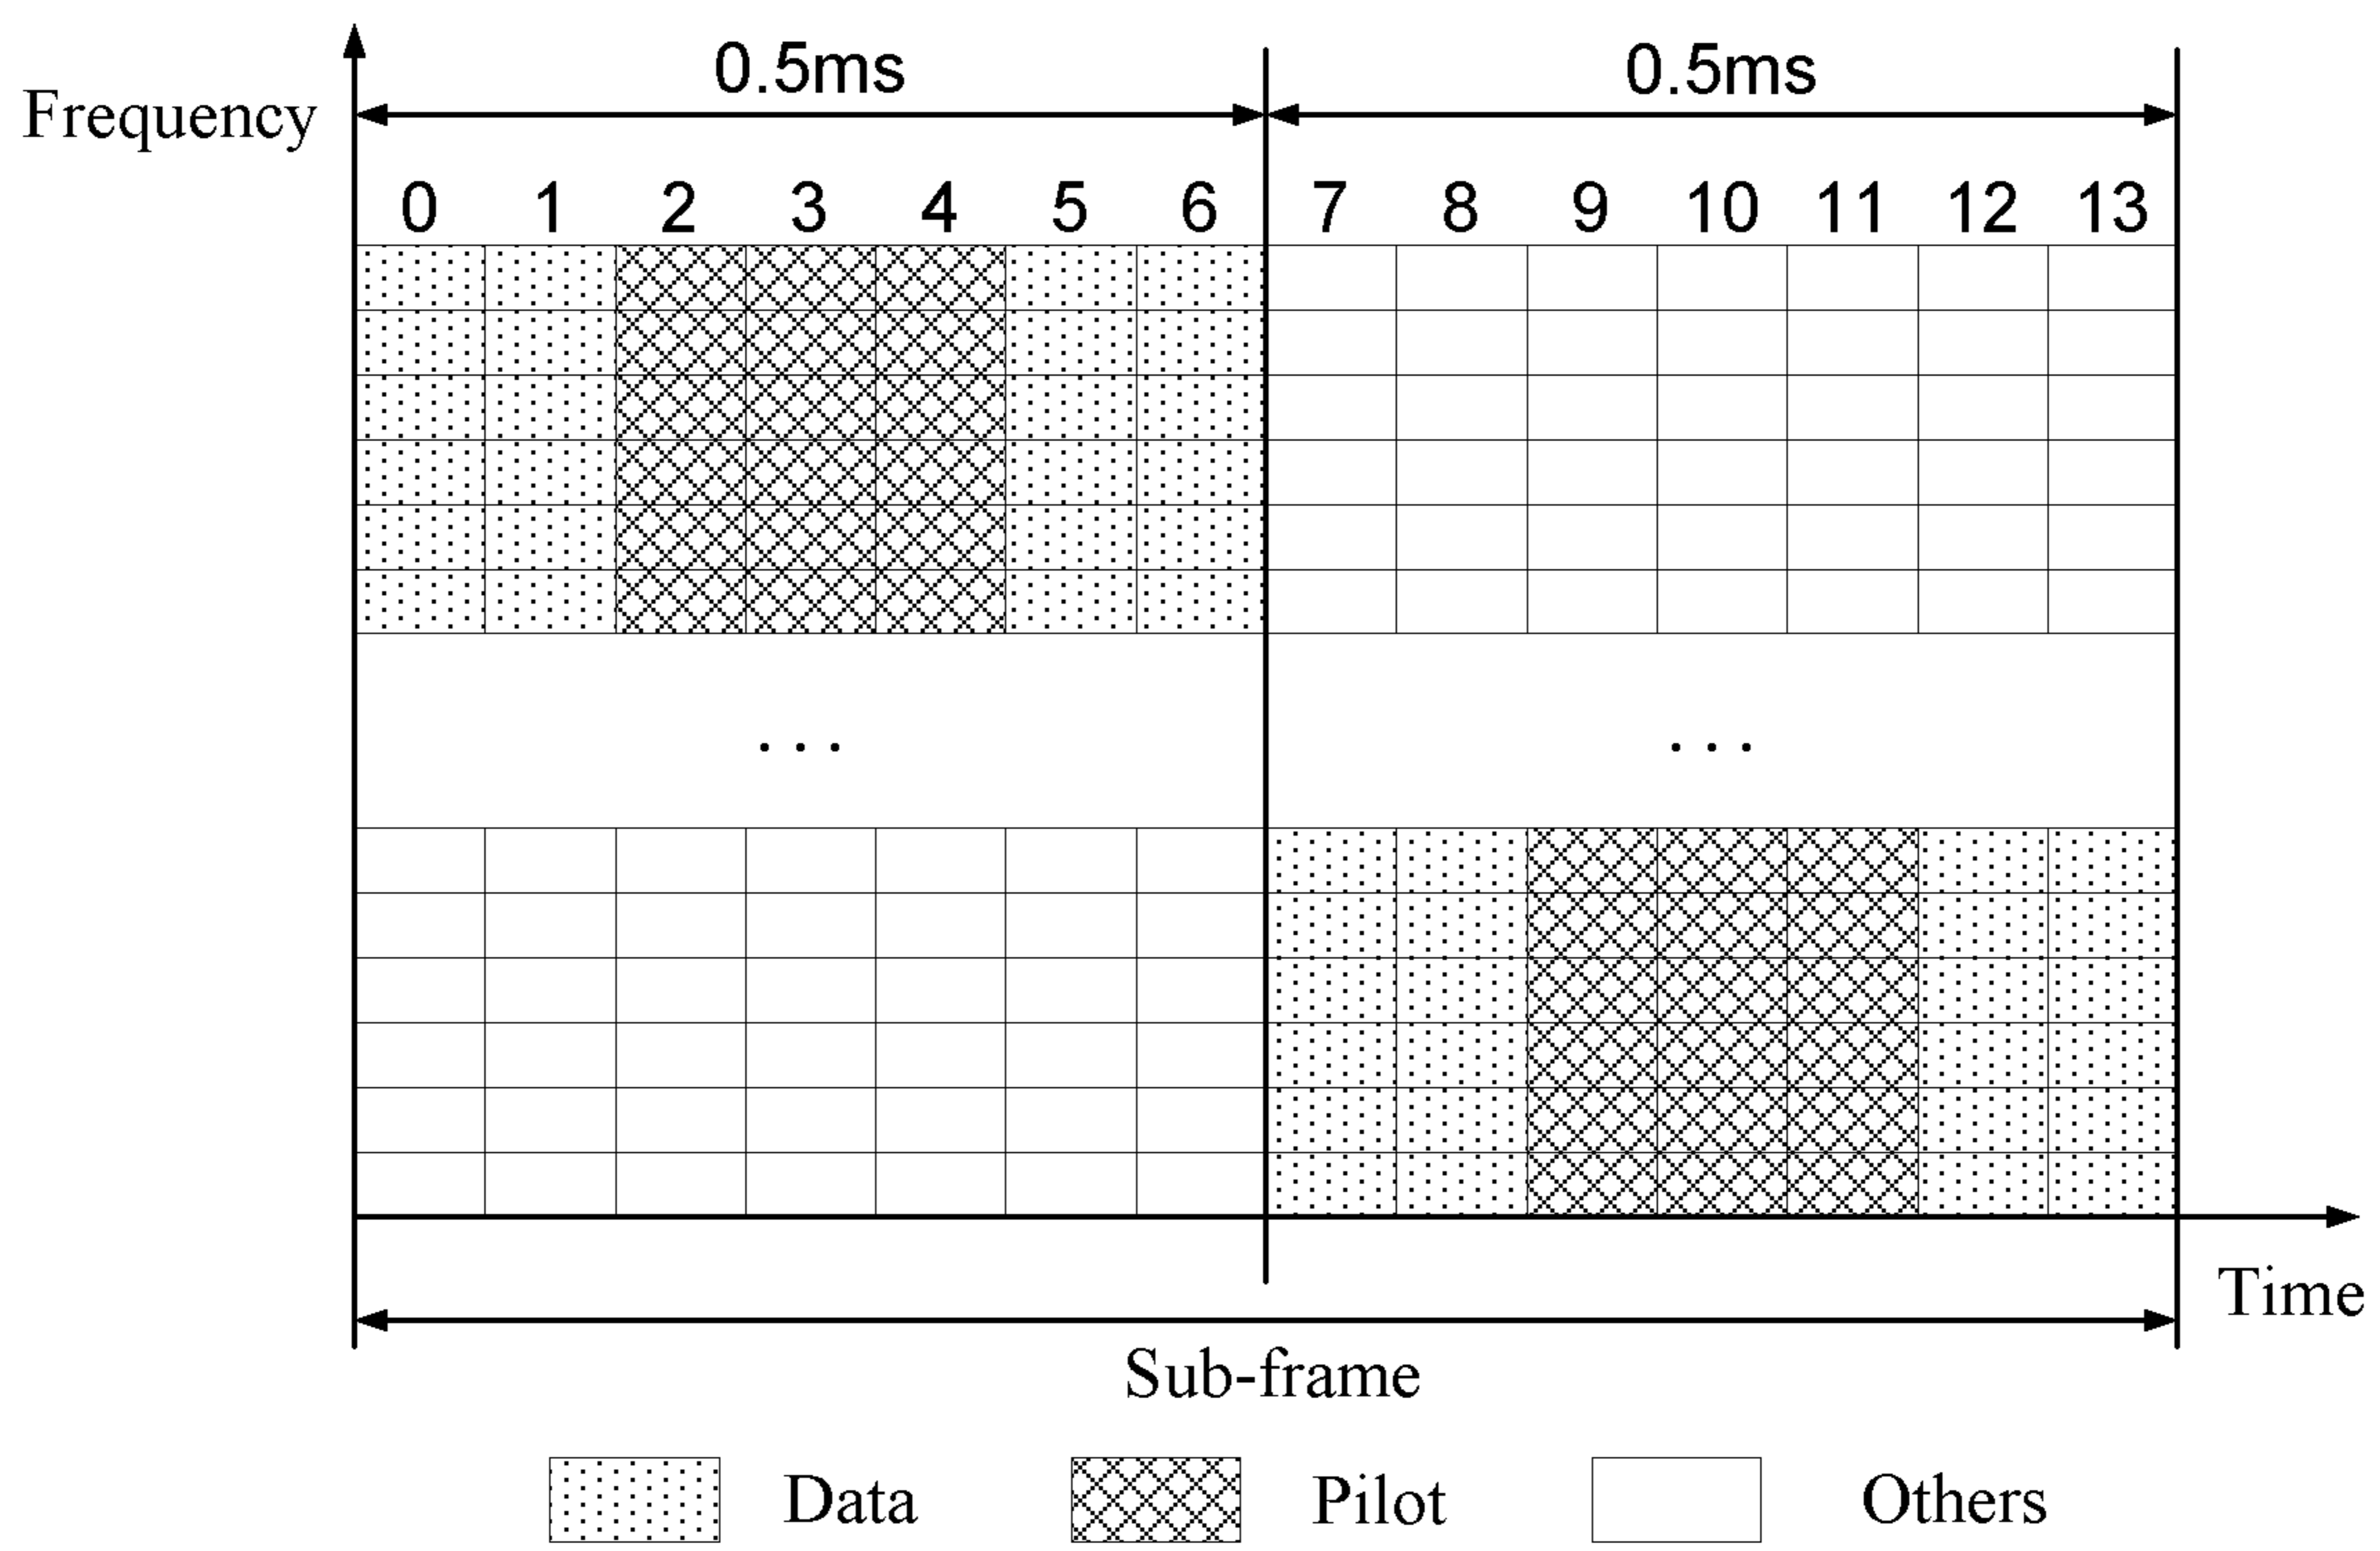 0.5ms 0.5ms
Frequency
0 1 2 3 4 5 6 7 8 9 10 11 12 13
... ...
Time
Sub-frame
Data Pilot Others